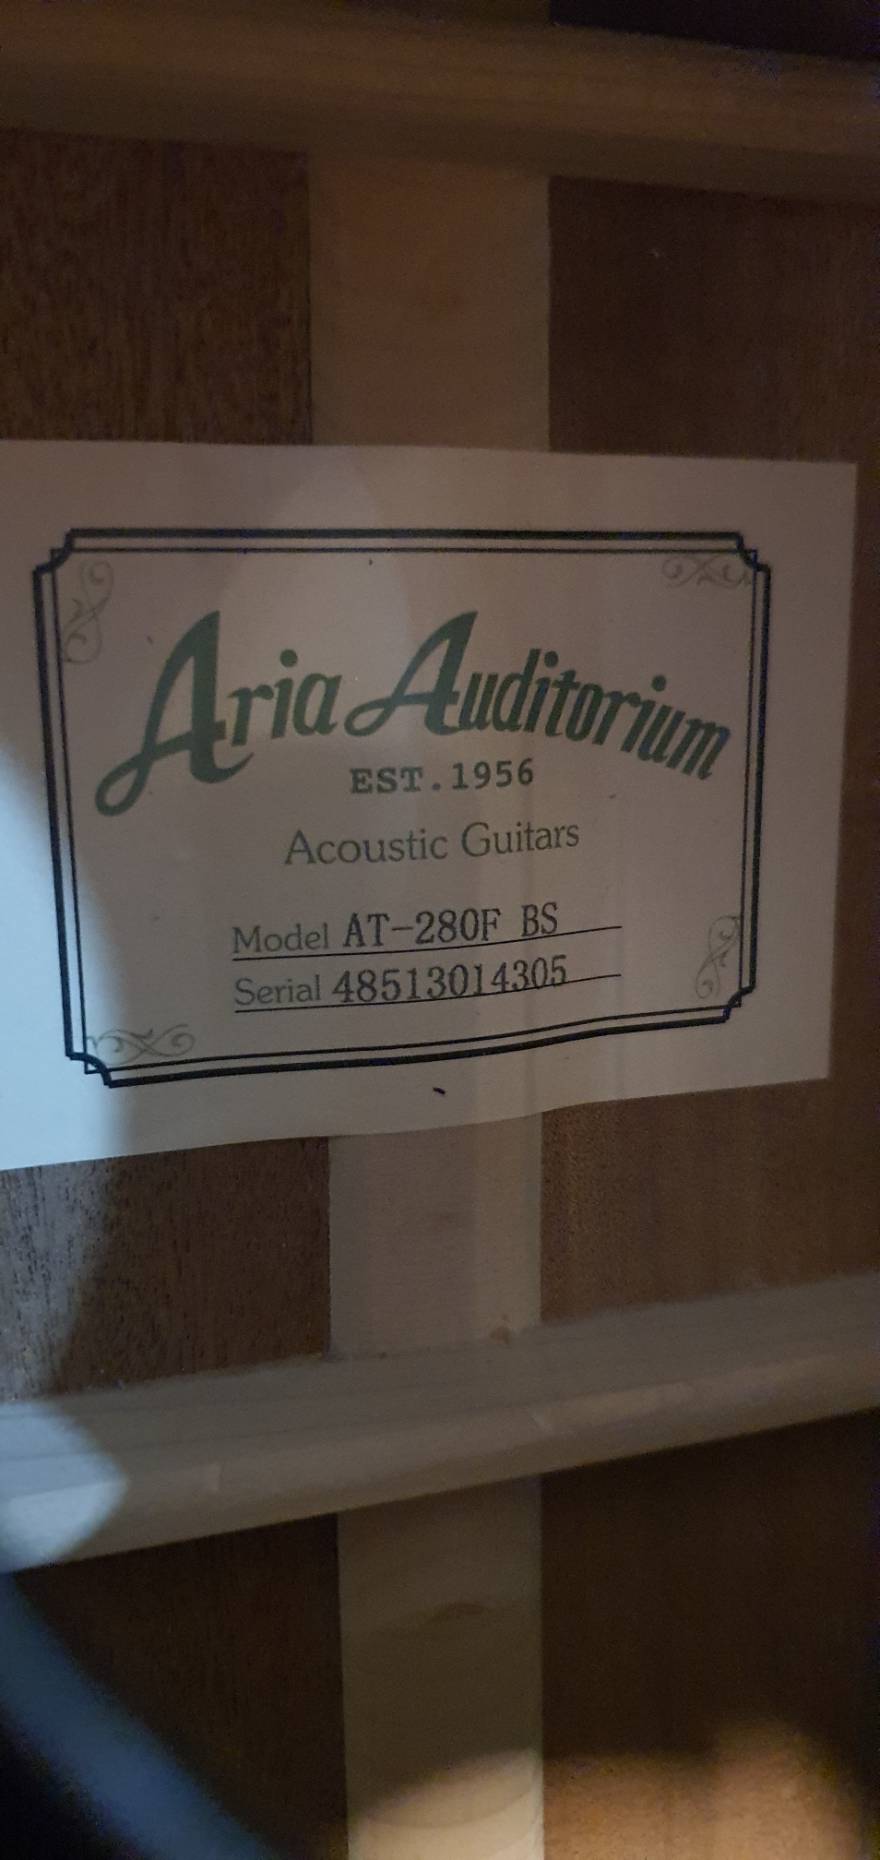 Aria Auditorium
EST.1956
Acoustic Guitars
Model AT-280F BS
Serial 48513014305